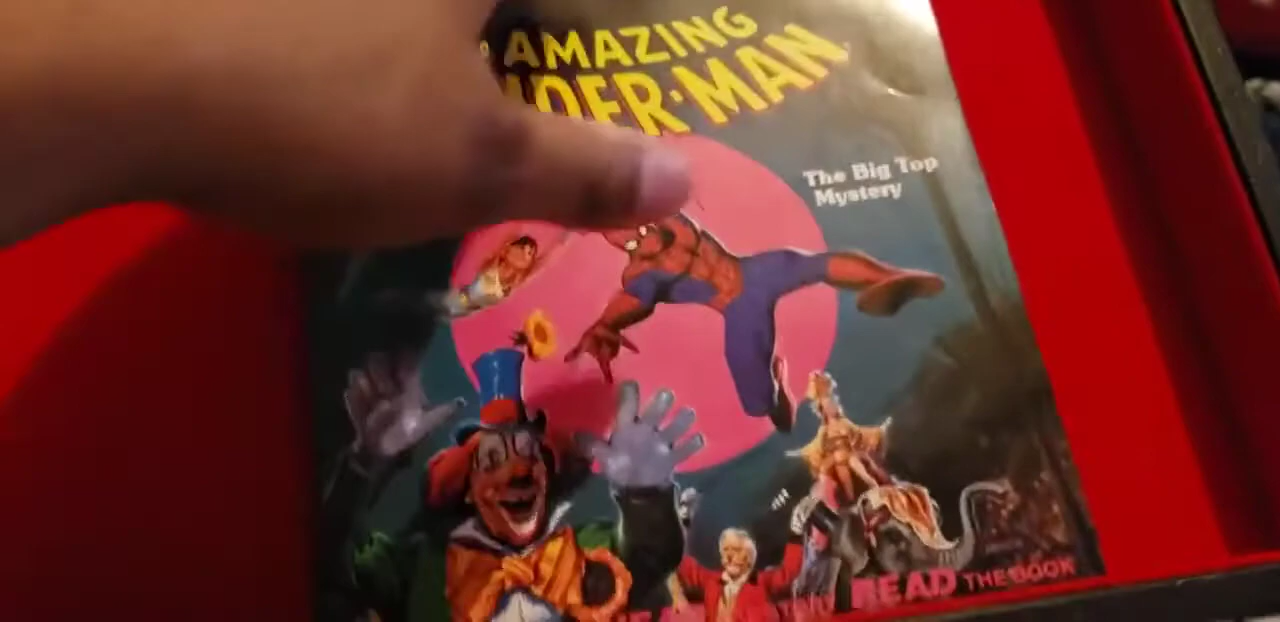 AMAZING
DER·MAN
The Big Top
Mystery
READ THE BOOK